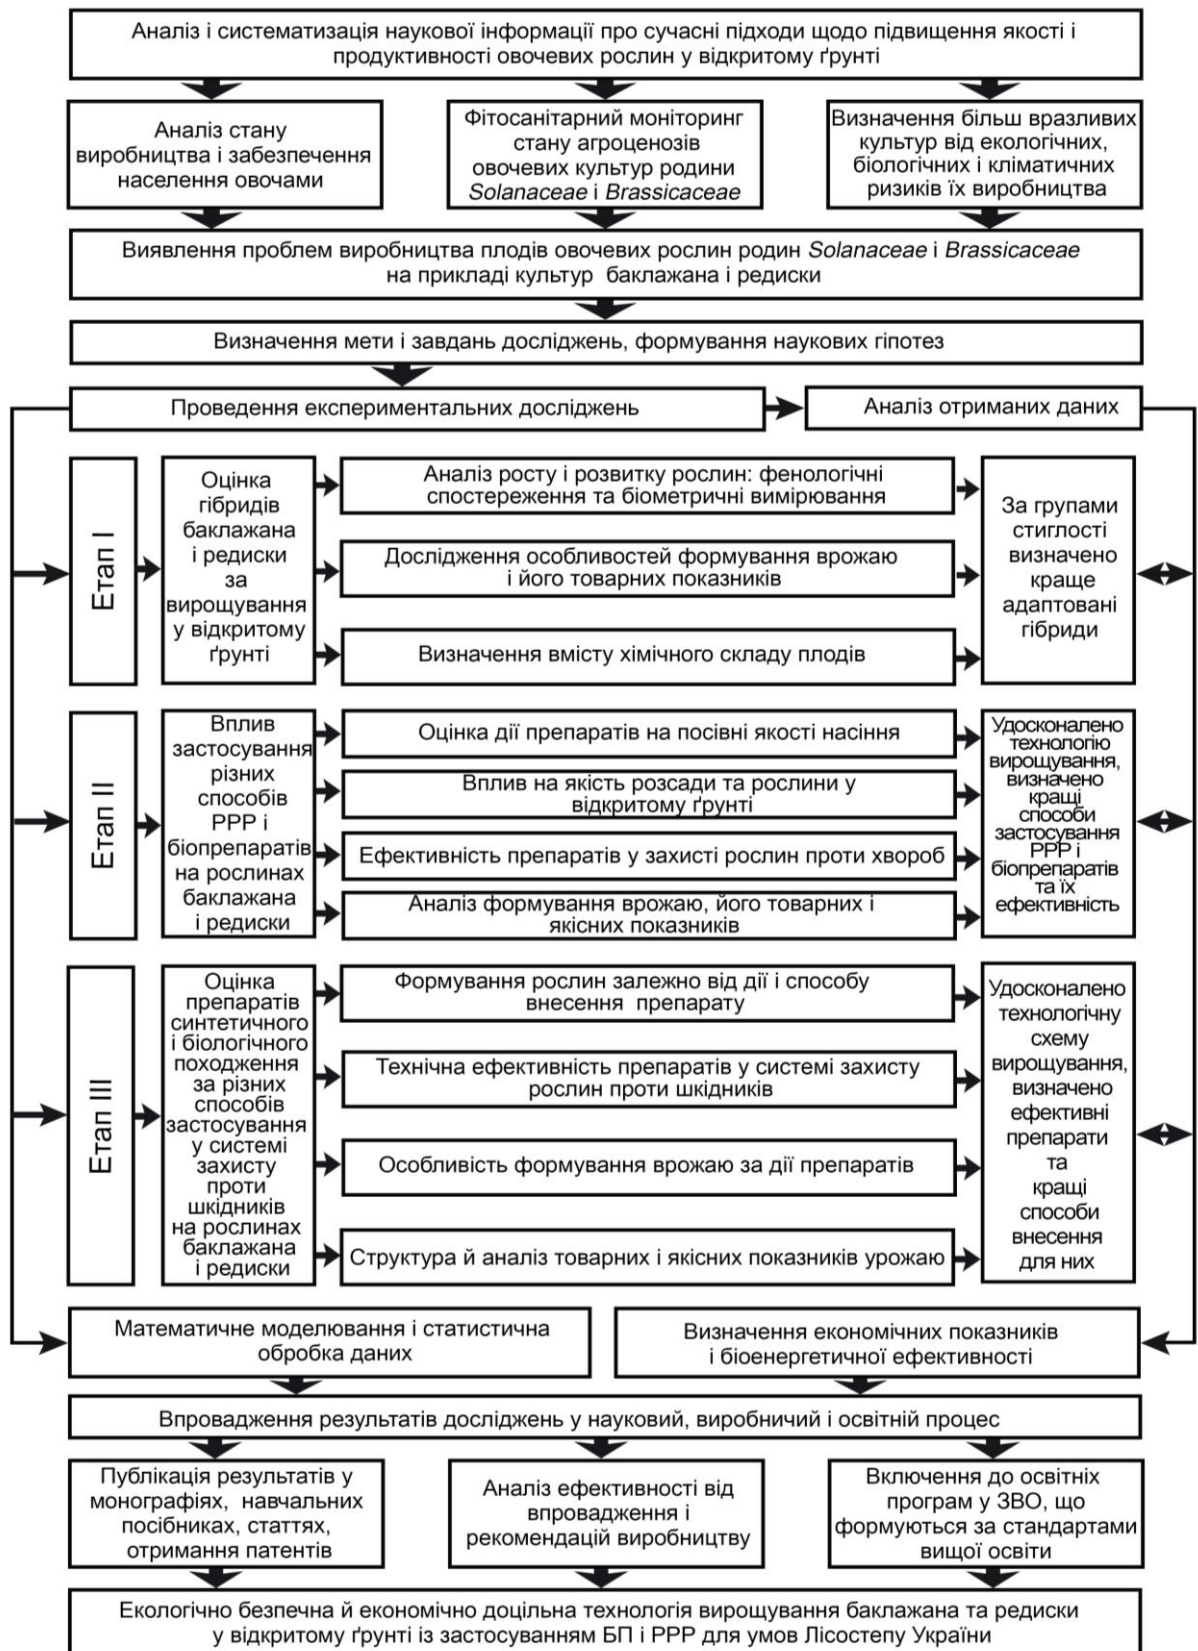 Аналіз і систематизація наукової інформації про сучасні підходи щодо підвищення якості і
продуктивності овочевих рослин у відкритому ґрунті
Аналіз стану
виробництва і забезпечення
населення овочами
Фітосанітарний моніторинг
стану агроценозів
овочевих культур родини
Solanaceae і Brassicaceae
Визначення більш вразливих
культур від екологічних,
біологічних і кліматичних
ризиків їх виробництва
Виявлення проблем виробництва плодів овочевих рослин родин Solanaceae і Brassicaceae
на прикладі культур баклажана і редиски
Визначення мети і завдань досліджень, формування наукових гіпотез
Проведення експериментальних досліджень
Аналіз отриманих даних
Етап I
Оцінка
гібридів
баклажана
і редиски
за
вирощування
у відкритому
ґрунті
Аналіз росту і розвитку рослин: фенологічні
спостереження та біометричні вимірювання
Дослідження особливостей формування врожаю
і його товарних показників
Визначення вмісту хімічного складу плодів
За групами
стиглості
визначено
краще
адаптовані
гібриди
Етап II
Вплив
застосування
різних
способів
РРР і
біопрепаратів
на рослинах
баклажана
і редиски
Оцінка дії препаратів на посівні якості насіння
Вплив на якість розсади та рослини у
відкритому ґрунті
Ефективність препаратів у захисті рослин проти хвороб
Аналіз формування врожаю, його товарних і
якісних показників
Удосконалено
технологію
вирощування,
визначено
кращі
способи
застосування
РРР і
біопрепаратів
та їх
ефективність
Етап III
Оцінка
препаратів
синтетичного
і біологічного
походження
за різних
способів
застосування
у системі
захисту
проти
шкідників
на рослинах
баклажана
і редиски
Формування рослин залежно від дії і способу
внесення препарату
Технічна ефективність препаратів у системі захисту
рослин проти шкідників
Особливість формування врожаю за дії препаратів
Структура й аналіз товарних і якісних показників урожаю
Удосконалено
технологічну
схему
вирощування,
визначено
ефективні
препарати
та
кращі
способи
внесення
для них
Математичне моделювання і статистична
обробка даних
Визначення економічних показників
і біоенергетичної ефективності
Впровадження результатів досліджень у науковий, виробничий і освітній процес
Публікація результатів у
монографіях, навчальних
посібниках, статтях,
отримання патентів
Аналіз ефективності від
впровадження і
рекомендацій виробництву
Включення до освітніх
програм у ЗВО, що
формуються за стандартами
вищої освіти
Екологічно безпечна й економічно доцільна технологія вирощування баклажана та редиски
у відкритому ґрунті із застосуванням БП і РРР для умов Лісостепу України